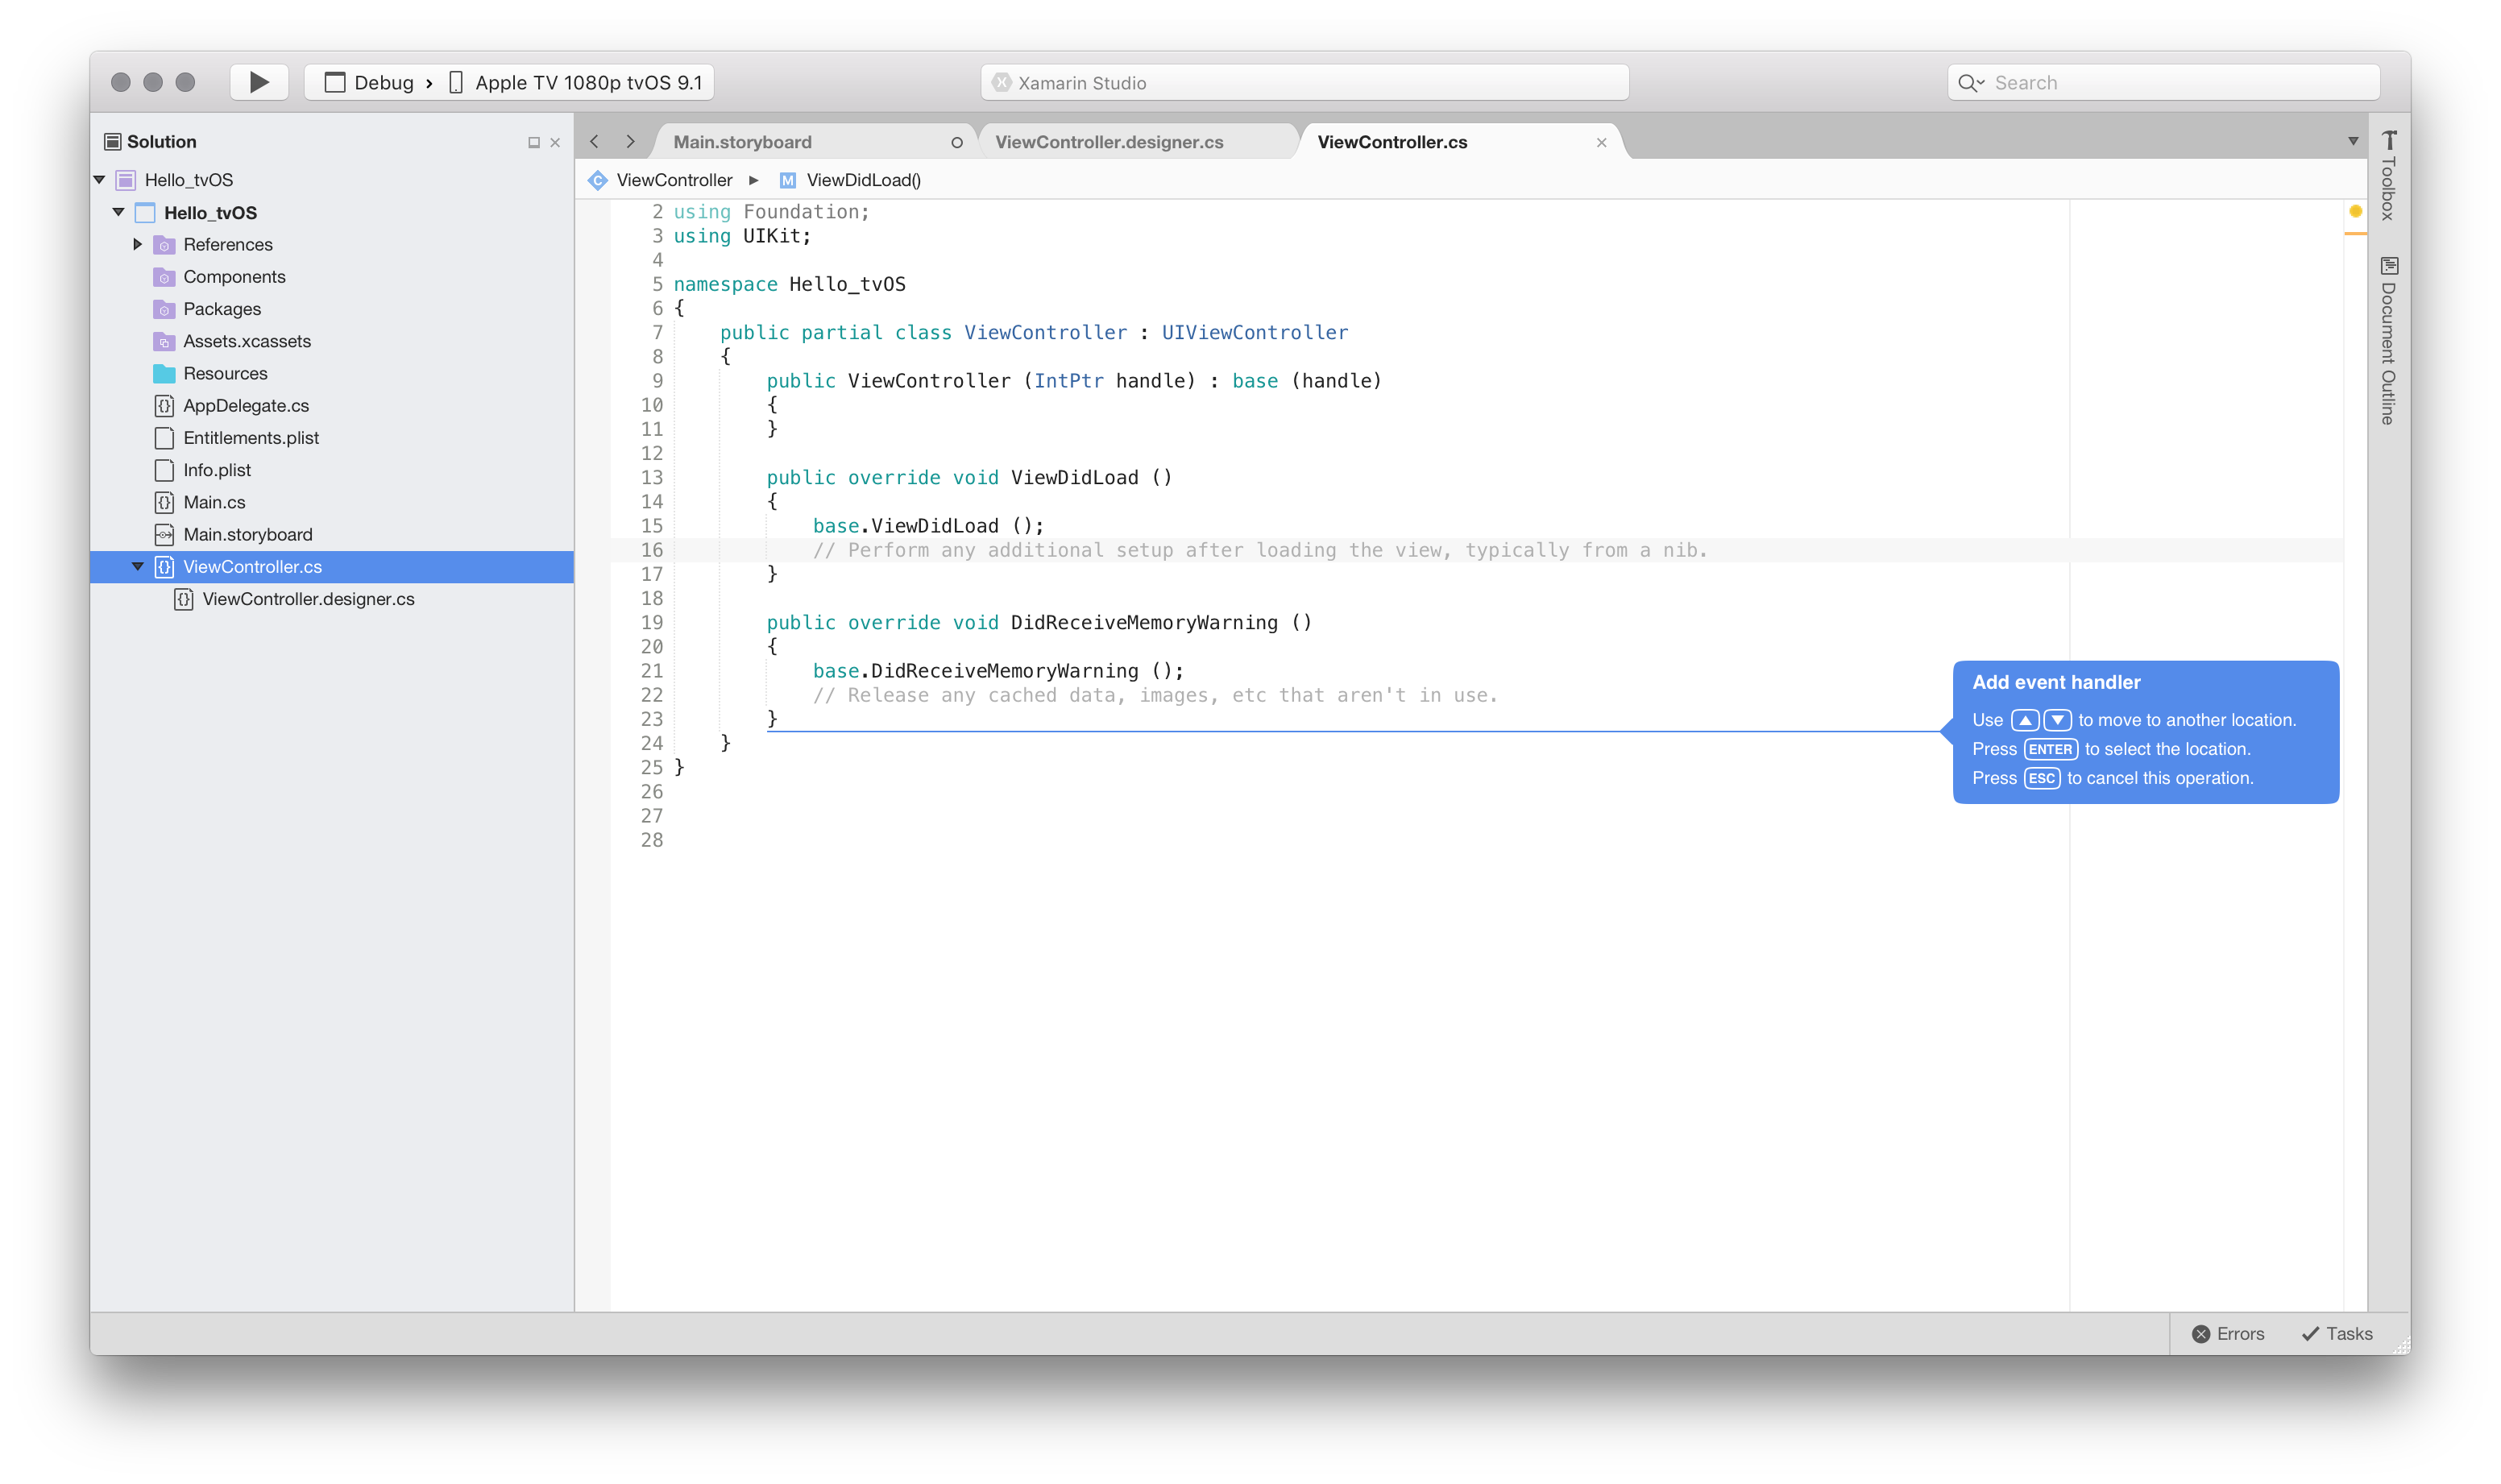 Debug › Apple TV 1080p tvOS 9.1
Xamarin Studio
Search
Solution
Hello_tvOS
Hello_tvOS
References
Components
Packages
Assets.xcassets
Resources
AppDelegate.cs
Entitlements.plist
Info.plist
Main.cs
Main.storyboard
ViewController.cs
ViewController.designer.cs
Main.storyboard
ViewController.designer.cs
ViewController.cs
C ViewController ▸ M ViewDidLoad()
2 using Foundation;
3 using UIKit;
4
5 namespace Hello_tvOS
6 {
7 public partial class ViewController : UIViewController
8 {
9 public ViewController (IntPtr handle) : base (handle)
10 {
11 }
12
13 public override void ViewDidLoad ()
14 {
15 base.ViewDidLoad ();
16 // Perform any additional setup after loading the view, typically from a nib.
17 }
18
19 public override void DidReceiveMemoryWarning ()
20 {
21 base.DidReceiveMemoryWarning ();
22 // Release any cached data, images, etc that aren't in use.
23 }
24 }
25 }
26
27
28
Add event handler
Use ▲ ▼ to move to another location.
Press ENTER to select the location.
Press ESC to cancel this operation.
Toolbox
Document Outline
Errors
Tasks